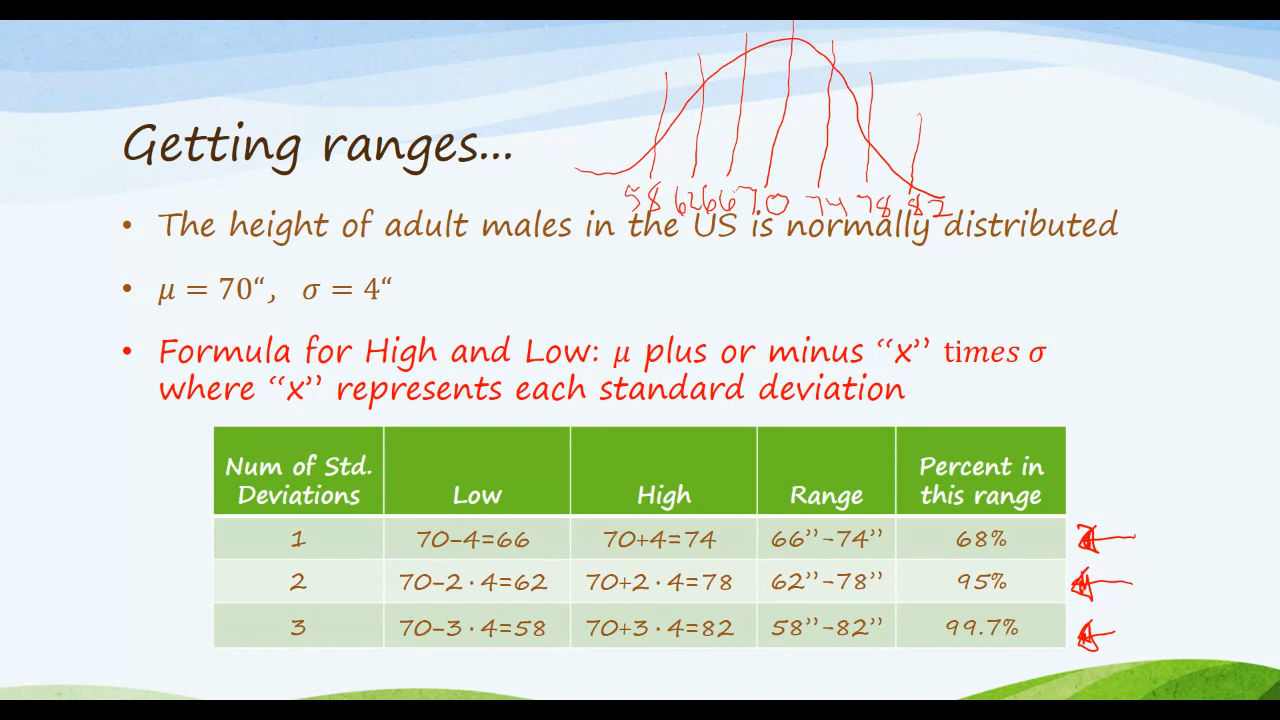 Getting ranges...
58 62 66 70 74 78 82
• The height of adult males in the US is normally distributed
• μ = 70“, σ = 4“
• Formula for High and Low: μ plus or minus “x” times σ
where “x” represents each standard deviation
Num of Std. Deviations Low High Range Percent in this range
1 70-4=66 70+4=74 66”-74” 68%
2 70-2·4=62 70+2·4=78 62”-78” 95%
3 70-3·4=58 70+3·4=82 58”-82” 99.7%